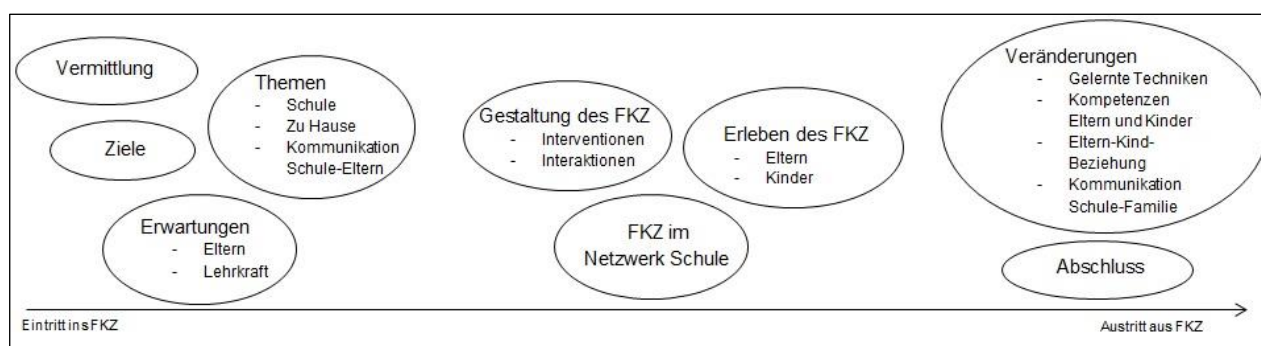 Vermittlung
Ziele
Erwartungen
- Eltern
- Lehrkraft
Themen
- Schule
- Zu Hause
- Kommunikation
Schule-Eltern
Gestaltung des FKZ
- Interventionen
- Interaktionen
FKZ im
Netzwerk Schule
Erleben des FKZ
- Eltern
- Kinder
Veränderungen
- Gelernte Techniken
- Kompetenzen
Eltern und Kinder
- Eltern-Kind-
Beziehung
- Kommunikation
Schule-Familie
Abschluss
Eintritt ins FKZ
Austritt aus FKZ